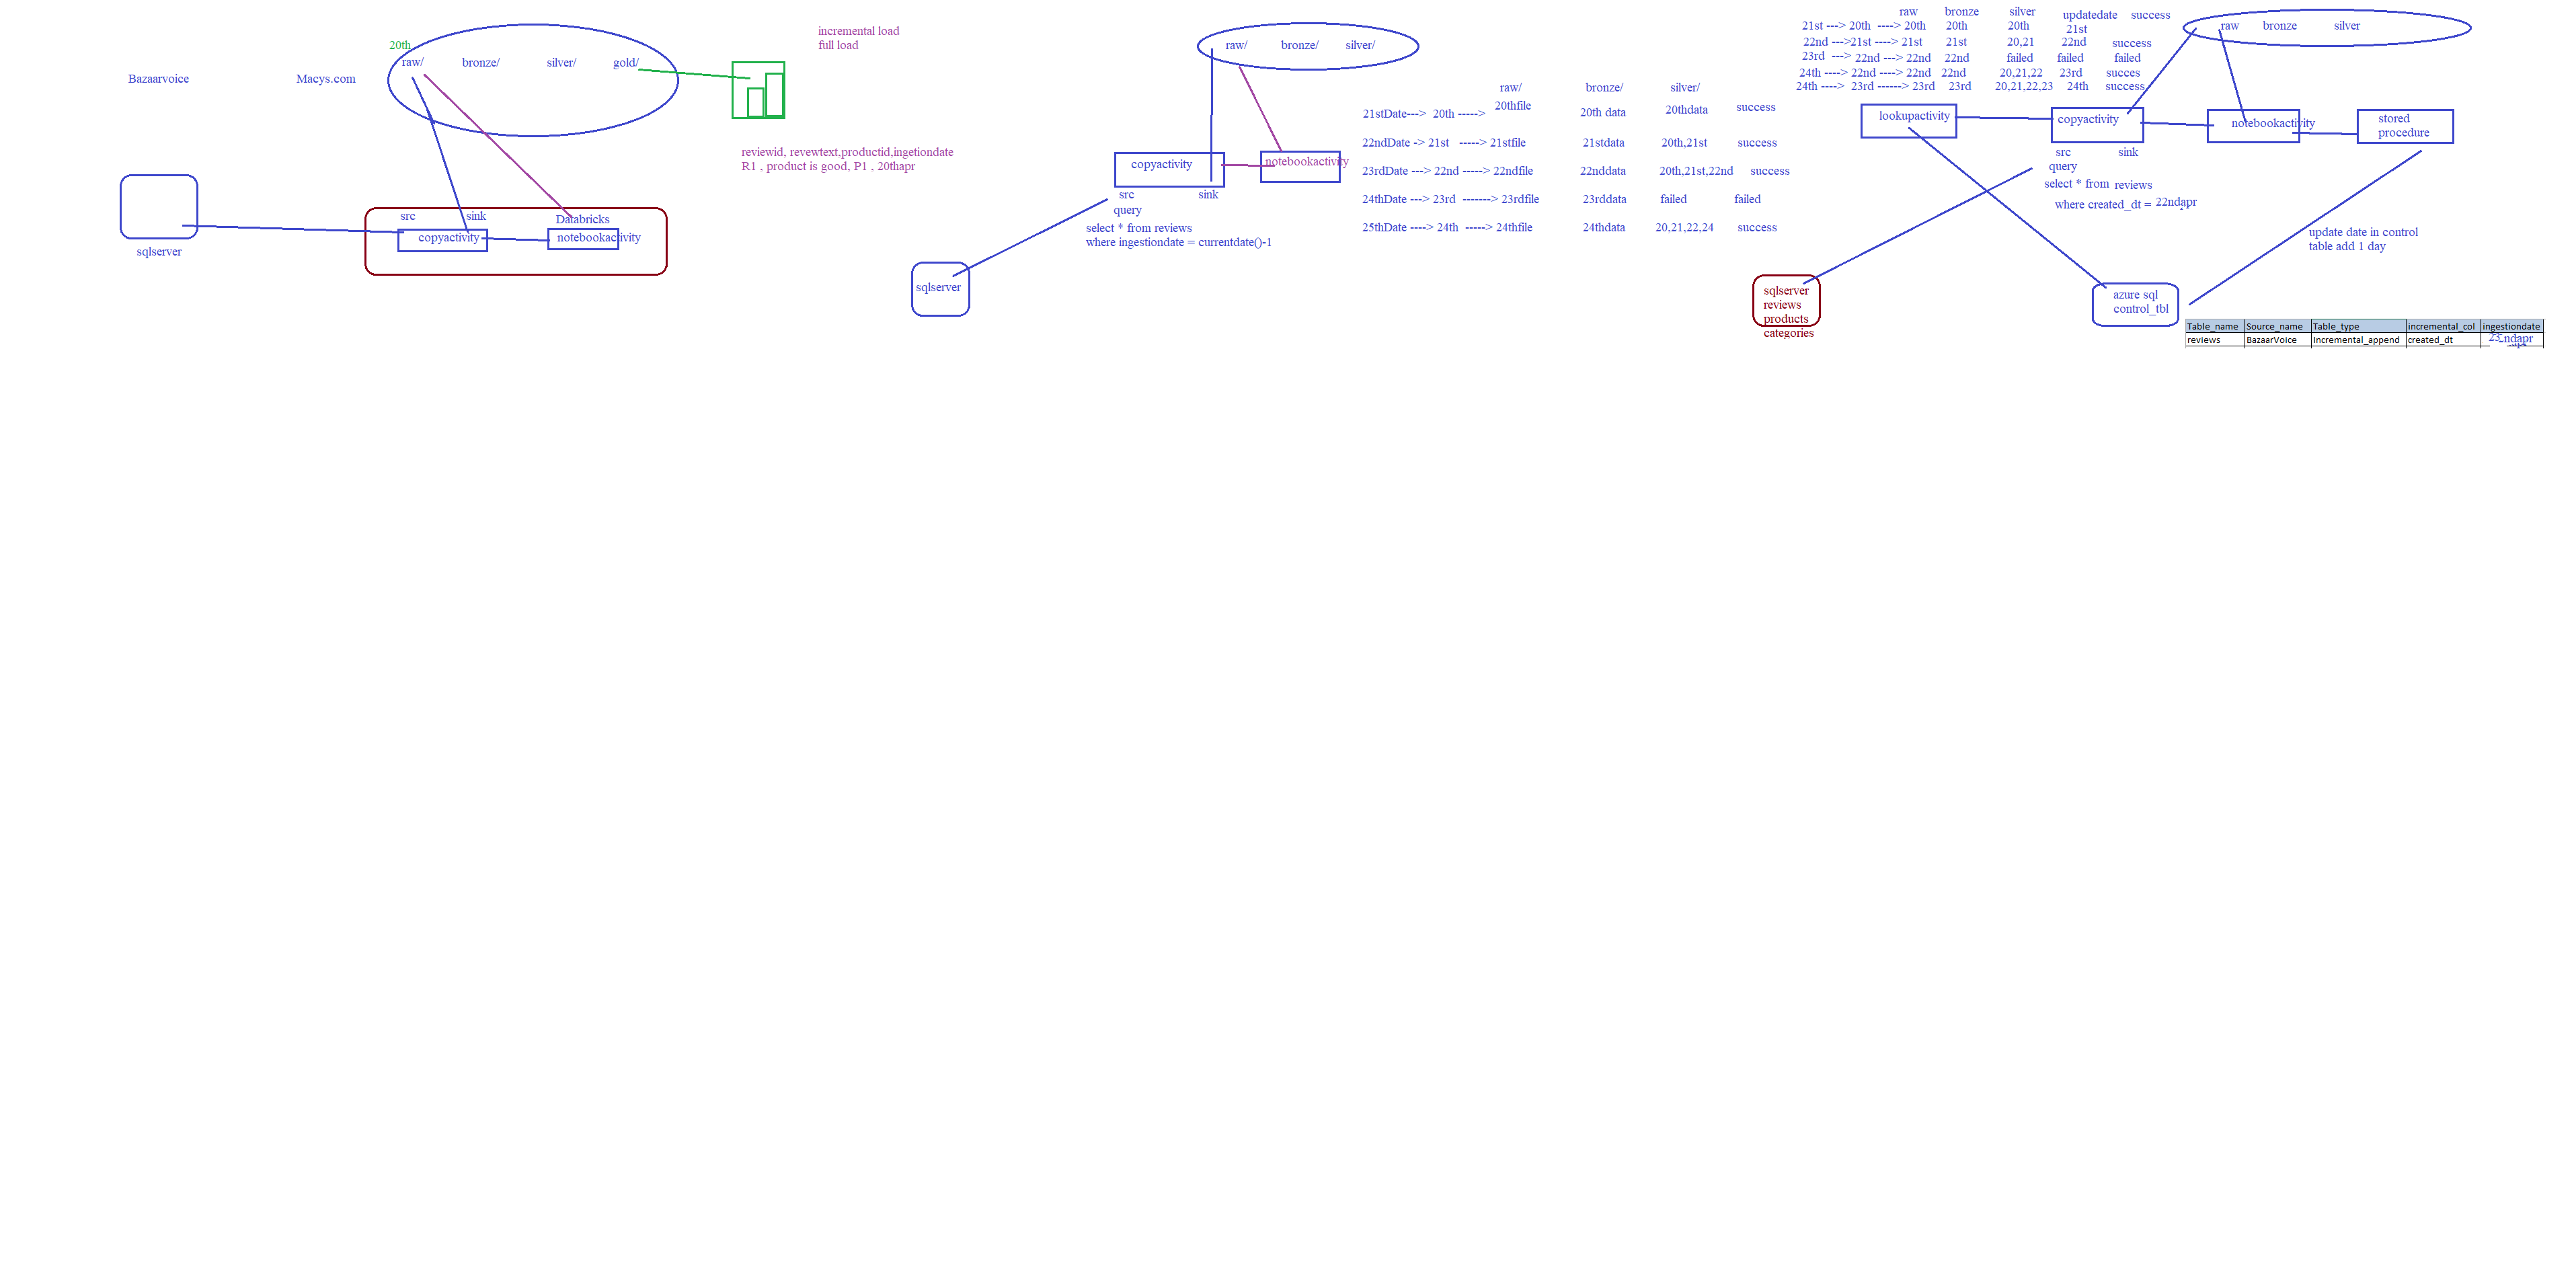 20th
raw/ bronze/ silver/ gold/
Bazaarvoice Macys.com
incremental load
full load
reviewid, revewtext,productid,ingetiondate
R1 , product is good, P1 , 20thapr
src sink Databricks
copyactivity notebookactivity
sqlserver
raw/ bronze/ silver/
copyactivity notebookactivity
src sink
query
select * from reviews
where ingestiondate = currentdate()-1
sqlserver
raw/ bronze/ silver/
21stDate---> 20th -----> 20thfile 20th data 20thdata success
22ndDate -> 21st -----> 21stfile 21stdata 20th,21st success
23rdDate ---> 22nd -----> 22ndfile 22nddata 20th,21st,22nd success
24thDate ---> 23rd -------> 23rdfile 23rddata failed failed
25thDate ----> 24th -----> 24thfile 24thdata 20,21,22,24 success
raw bronze silver updatedate success
21st ---> 20th ----> 20th 20th 20th 21st
22nd --->21st ----> 21st 21st 20,21 22nd success
23rd ---> 22nd ---> 22nd 22nd failed failed failed
24th ----> 22nd ----> 22nd 22nd 20,21,22 23rd succes
24th ----> 23rd ------> 23rd 23rd 20,21,22,23 24th success
raw bronze silver
lookupactivity copyactivity notebookactivity stored
procedure
src sink
query
select * from reviews
where created_dt = 22ndapr
update date in control
table add 1 day
sqlserver
reviews
products
categories
azure sql
control_tbl
Table_name Source_name Table_type incremental_col ingestiondate
reviews BazaarVoice Incremental_append created_dt